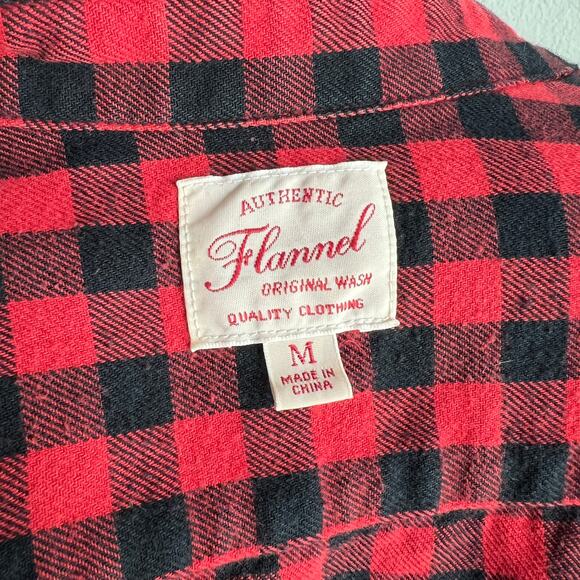 AUTHENTIC
Flannel
ORIGINAL WASH
QUALITY CLOTHING
M
MADE IN
CHINA